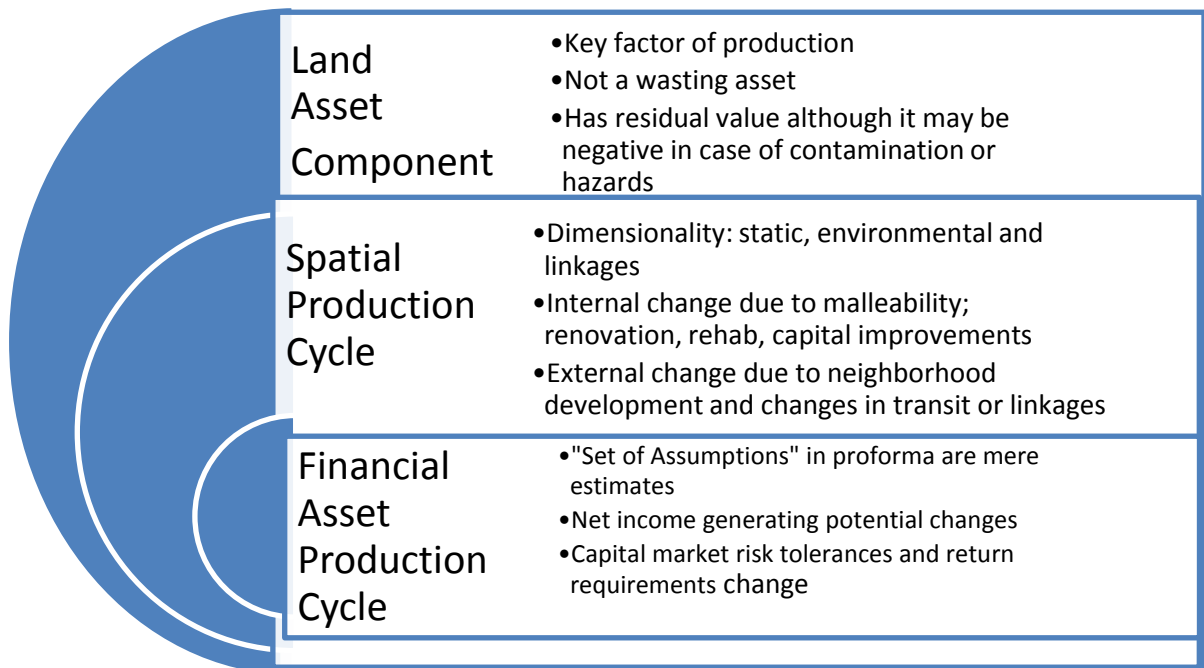 Land
Asset
Component
•Key factor of production
•Not a wasting asset
•Has residual value although it may be
negative in case of contamination or
hazards
Spatial
Production
Cycle
•Dimensionality: static, environmental and
linkages
•Internal change due to malleability;
renovation, rehab, capital improvements
•External change due to neighborhood
development and changes in transit or linkages
Financial
Asset
Production
Cycle
•"Set of Assumptions" in proforma are mere
estimates
•Net income generating potential changes
•Capital market risk tolerances and return
requirements change